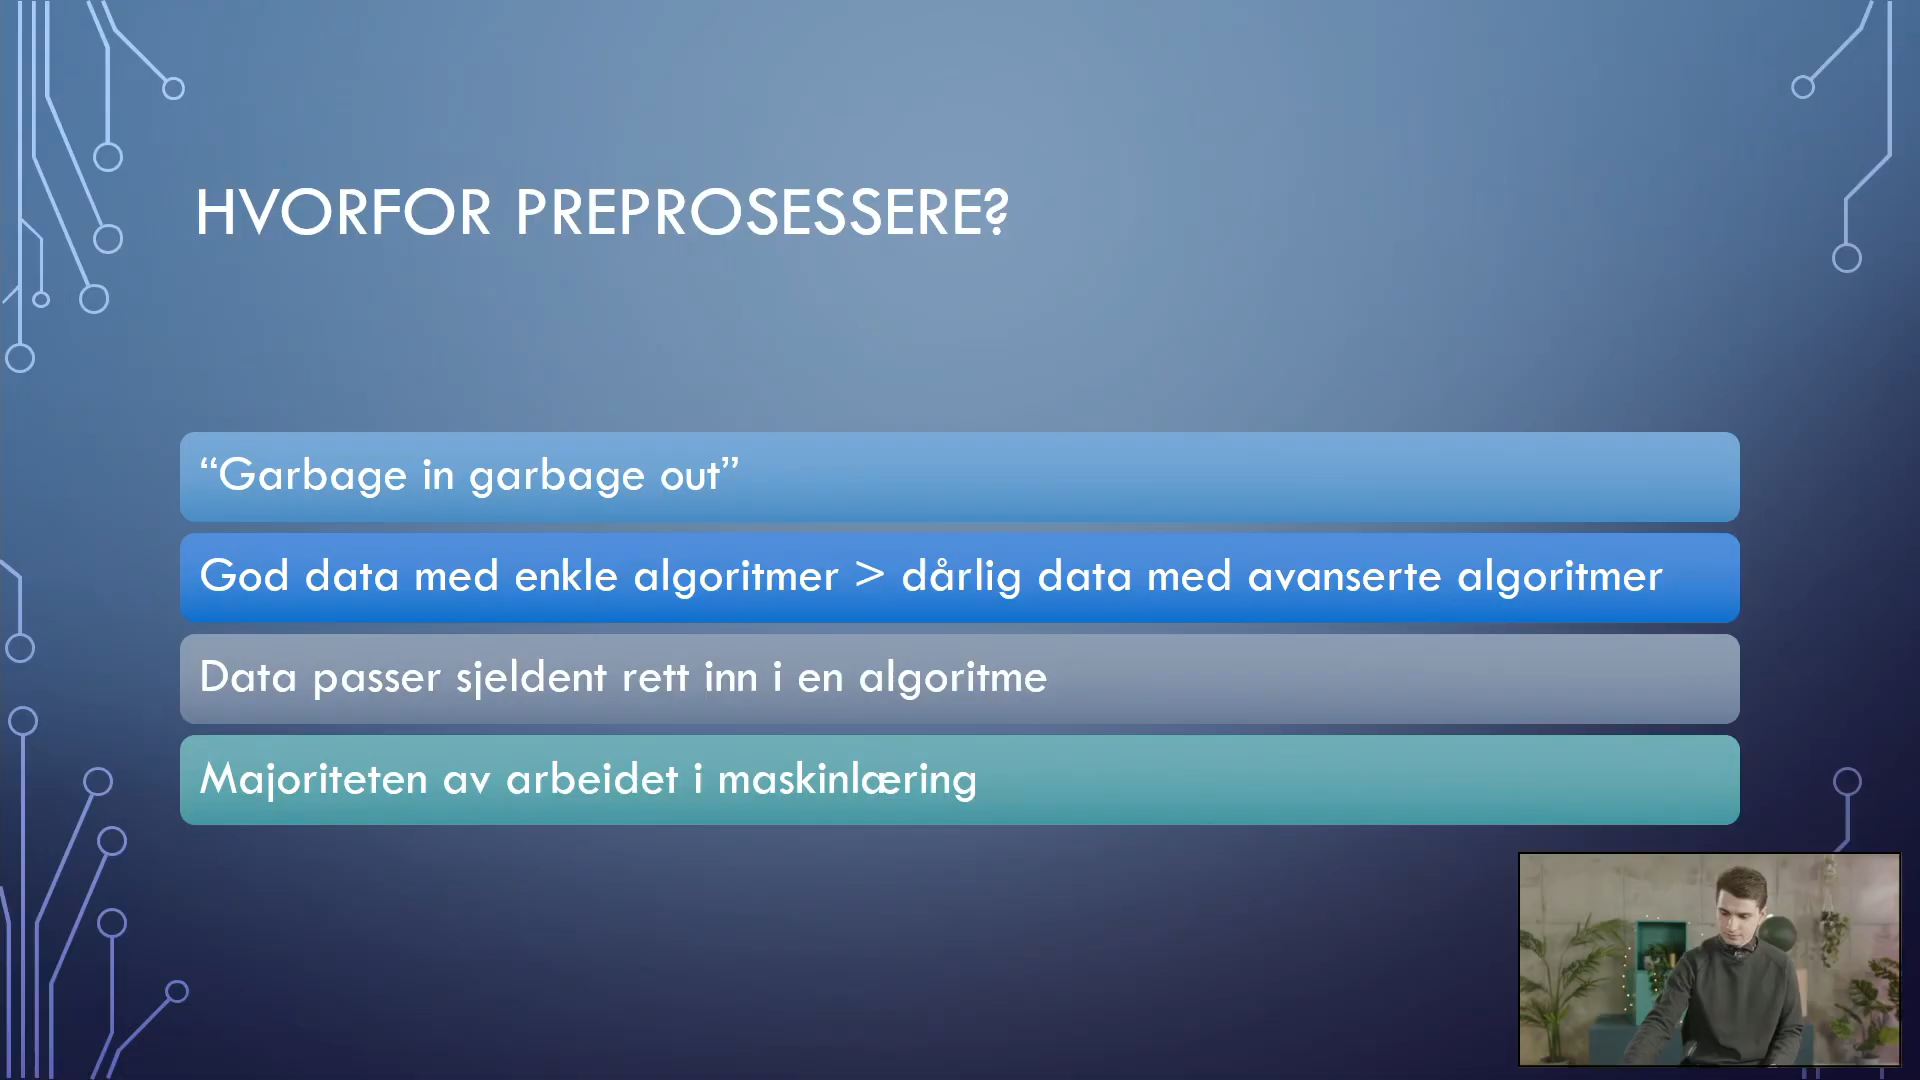 HVORFOR PREPROSESSERE?
“Garbage in garbage out”
God data med enkle algoritmer > dårlig data med avanserte algoritmer
Data passer sjeldent rett inn i en algoritme
Majoriteten av arbeidet i maskinlæring